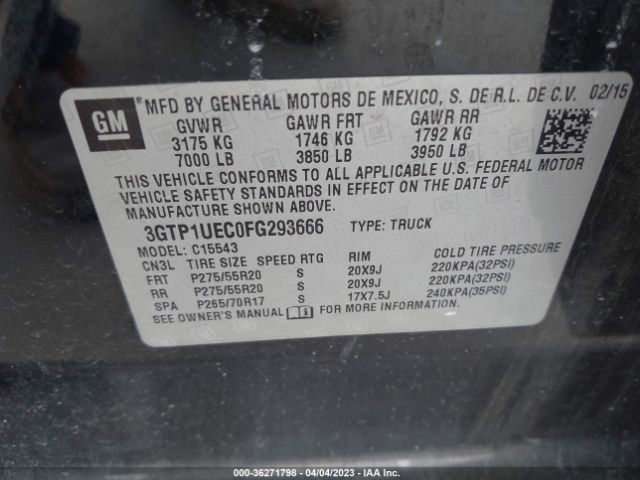 GM
*MFD BY GENERAL MOTORS DE MEXICO, S. DE R.L. DE C.V. 02/15
GVWR GAWR FRT GAWR RR
3175 KG 1746 KG 1792 KG
7000 LB 3850 LB 3950 LB
THIS VEHICLE CONFORMS TO ALL APPLICABLE U.S. FEDERAL MOTOR
VEHICLE SAFETY STANDARDS IN EFFECT ON THE DATE OF
MANUFACTURE SHOWN ABOVE.
3GTP1UEC0FG293666 TYPE: TRUCK
MODEL: C15543
CN3L TIRE SIZE SPEED RTG RIM COLD TIRE PRESSURE
FRT P275/55R20 S 20X9J 220KPA(32PSI)
RR P275/55R20 S 20X9J 220KPA(32PSI)
SPA P265/70R17 S 17X7.5J 240KPA(35PSI)
SEE OWNER'S MANUAL FOR MORE INFORMATION.
000-36271798 - 04/04/2023 - IAA Inc.